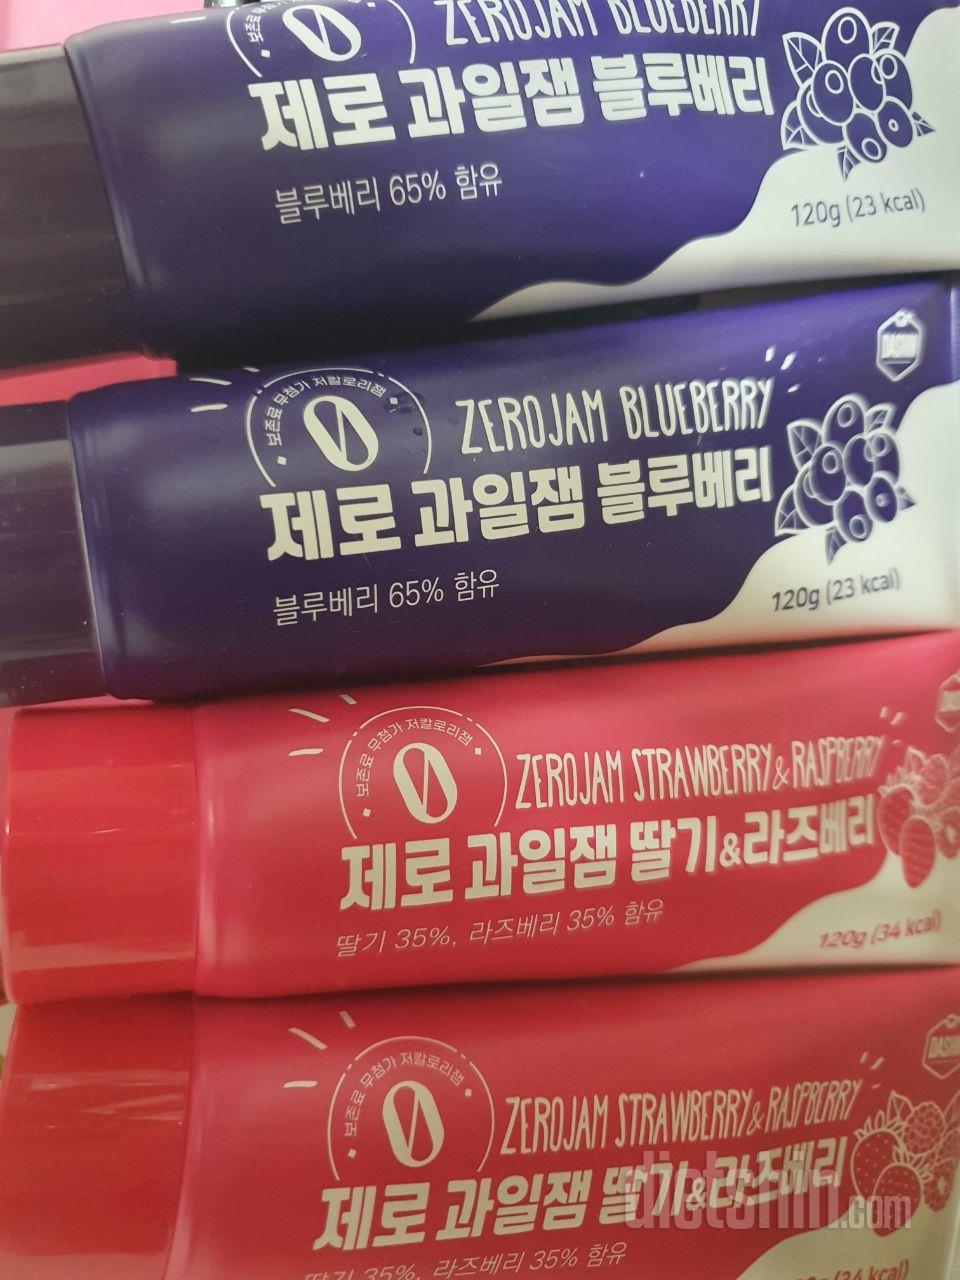 ZEROJAM BLUEBERRY
제로 과일잼 블루베리
블루베리 65% 함유
120g (23 kcal)
DASHIN
보존료 무첨가 저칼로리잼
ZEROJAM BLUEBERRY
제로 과일잼 블루베리
블루베리 65% 함유
120g (23 kcal)
보존료 무첨가 저칼로리잼
ZEROJAM STRAWBERRY&RASPBERRY
제로 과일잼 딸기&라즈베리
딸기 35%, 라즈베리 35% 함유
120g (34 kcal)
보존료 무첨가 저칼로리잼
ZEROJAM STRAWBERRY&RASPBERRY
제로 과일잼 딸기&라즈베리
딸기 35%, 라즈베리 35% 함유
dietshin.com